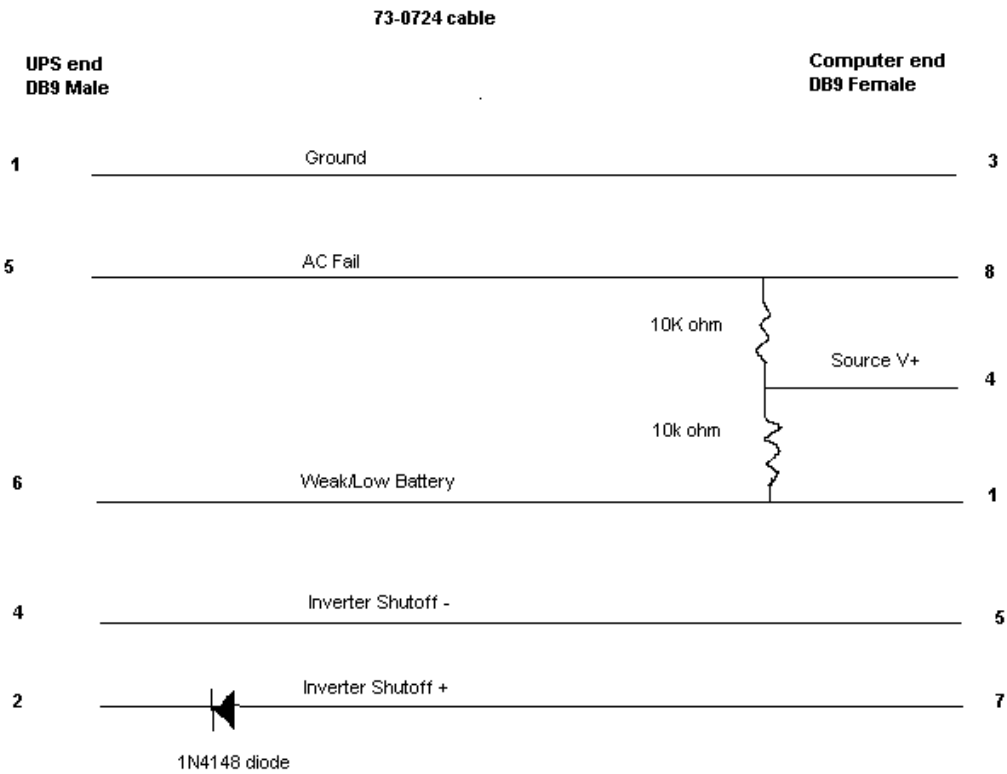 73-0724 cable
UPS end
DB9 Male
Computer end
DB9 Female
1
Ground
3
5
AC Fail
8
10K ohm
Source V+
4
10k ohm
6
Weak/Low Battery
1
4
Inverter Shutoff -
5
2
Inverter Shutoff +
7
1N4148 diode